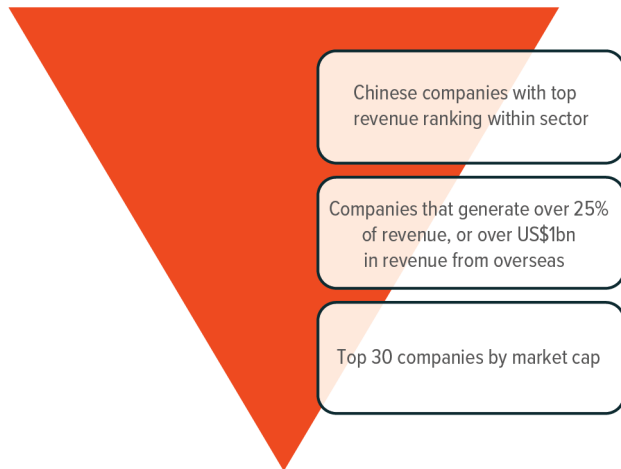 Chinese companies with top
revenue ranking within sector
Companies that generate over 25%
of revenue, or over US$1bn
in revenue from overseas
Top 30 companies by market cap